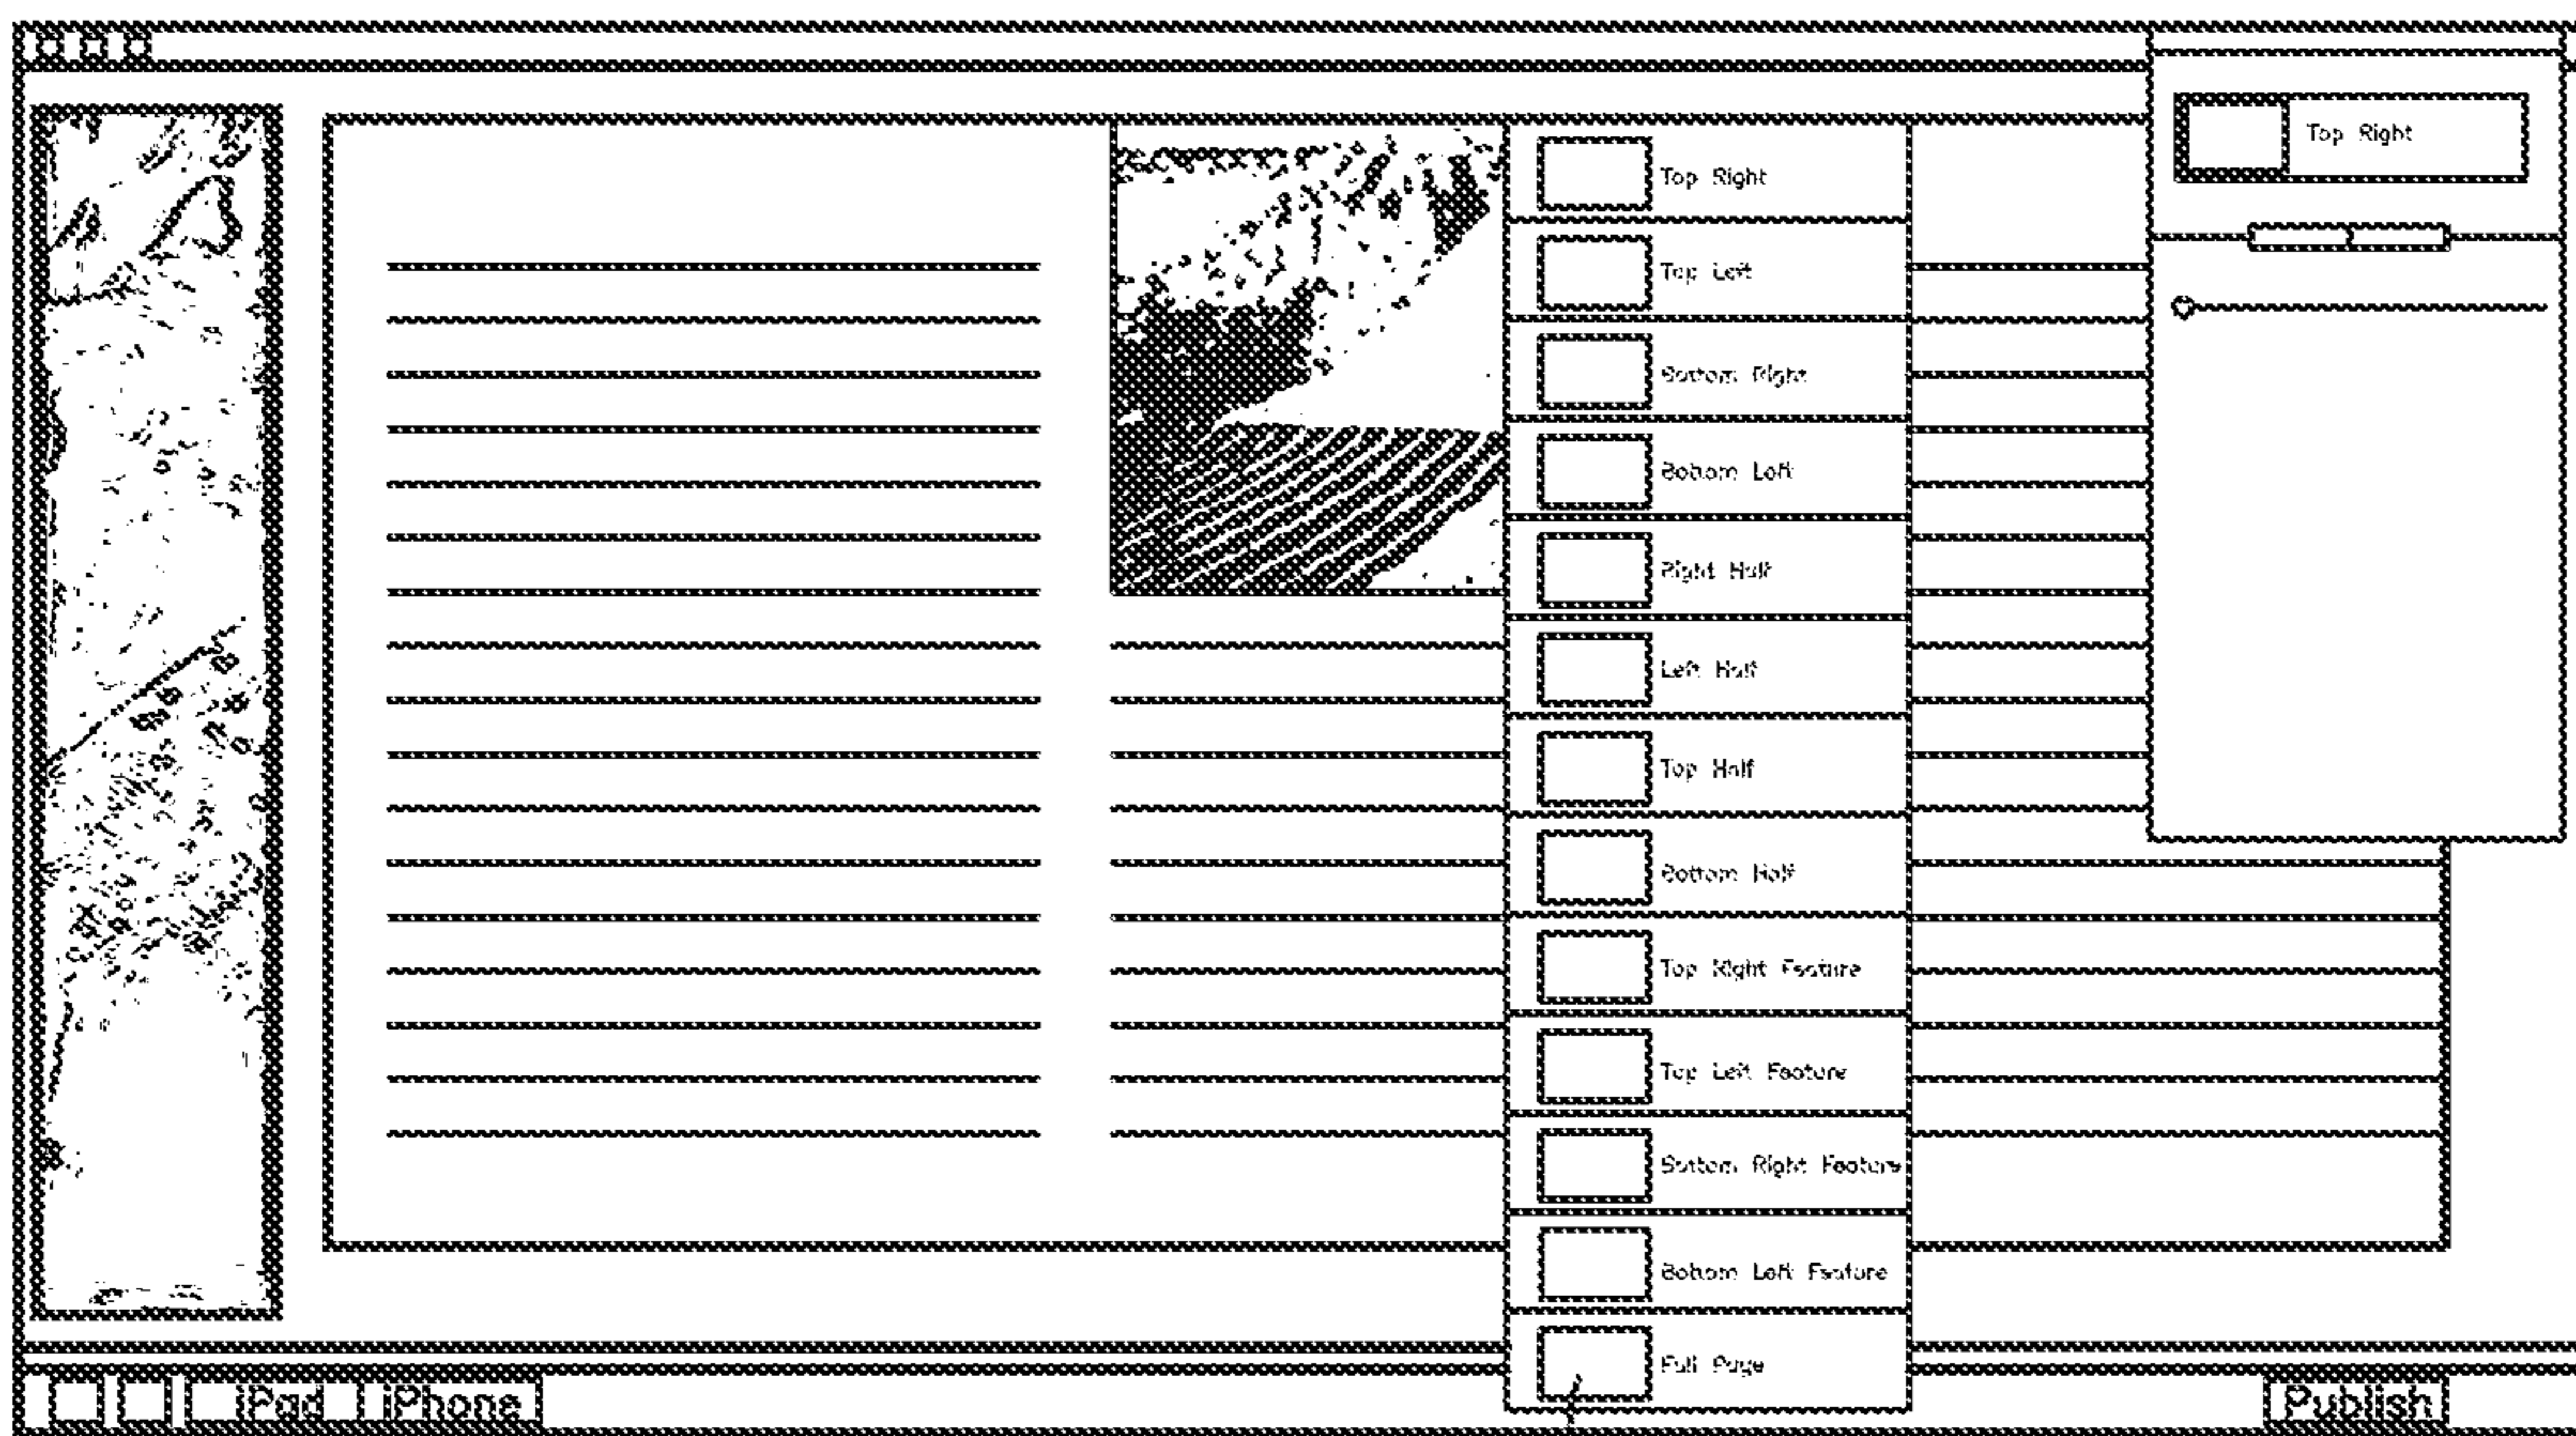 Top Right
Top Right
Top Left
Bottom Right
Bottom Left
Right Half
Left Half
Top Half
Bottom Half
Top Right Feature
Top Left Feature
Bottom Right Feature
Bottom Left Feature
Full Page
iPad iPhone Publish